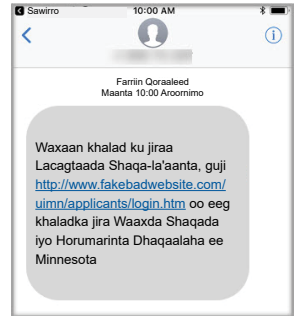 Sawirro
10:00 AM
Farriin Qoraaleed
Maanta 10:00 Aroornimo
Waxaan khalad ku jiraa
Lacagtaada Shaqa-la'aanta, guji
http://www.fakebadwebsite.com/
uimn/applicants/login.htm oo eeg
khaladka jira Waaxda Shaqada
iyo Horumarinta Dhaqaalaha ee
Minnesota